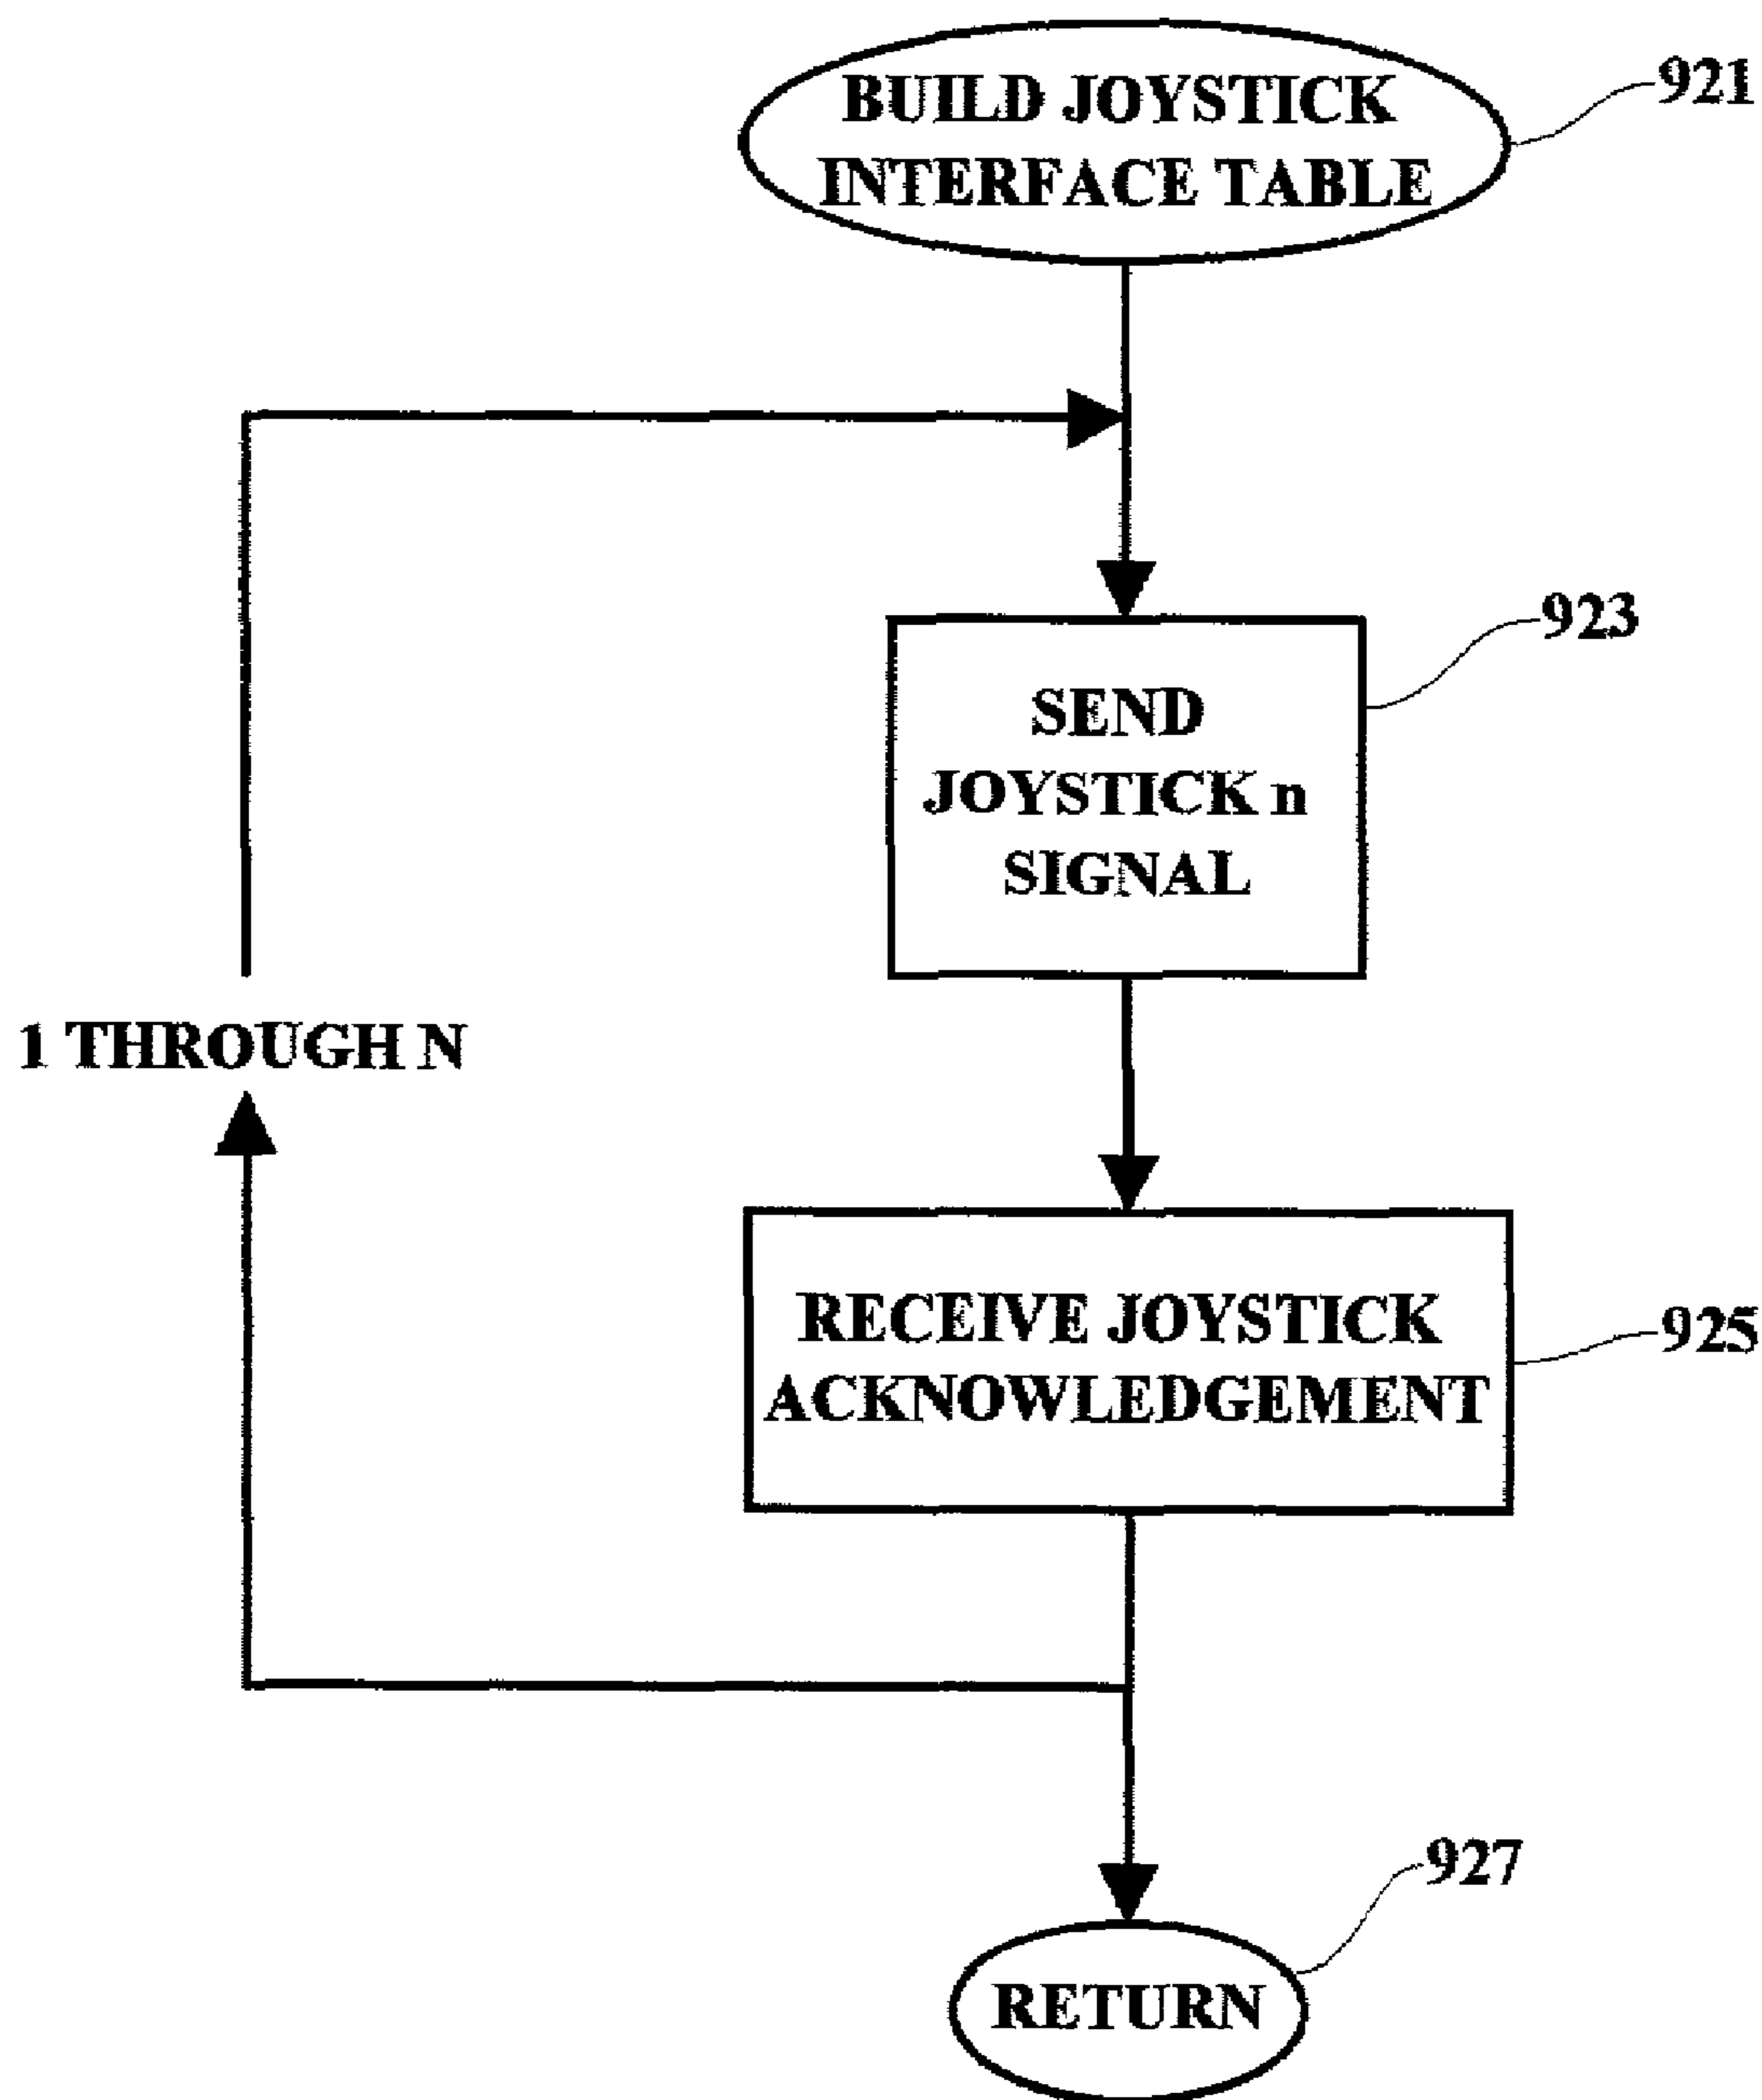 BUILD JOYSTICK
INTERFACE TABLE
921
923
SEND
JOYSTICK n
SIGNAL
1 THROUGH N
RECEIVE JOYSTICK
ACKNOWLEDGEMENT
925
927
RETURN